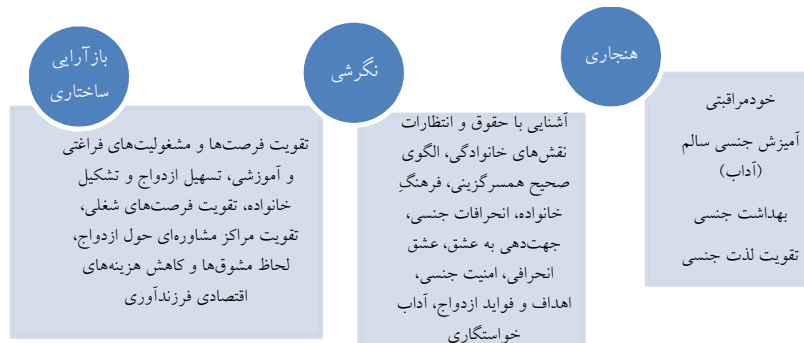 هنجاری
خودمراقبتی
آمیزش جنسی سالم
(آداب)
بهداشت جنسی
تقویت لذت جنسی
نگرشی
آشنایی با حقوق و انتظارات
نقش‌های خانوادگی، الگوی
صحیح همسرگزینی، فرهنگِ
خانواده، انحرافات جنسی،
جهت‌دهی به عشق، عشق
انحرافی، امنیت جنسی،
اهداف و فواید ازدواج، آداب
خواستگاری
بازآرایی
ساختاری
تقویت فرصت‌ها و مشغولیت‌های فراغتی
و آموزشی، تسهیل ازدواج و تشکیل
خانواده، تقویت فرصت‌های شغلی،
تقویت مراکز مشاوره‌ای حول ازدواج،
لحاظ مشوق‌ها و کاهش هزینه‌های
اقتصادی فرزندآوری